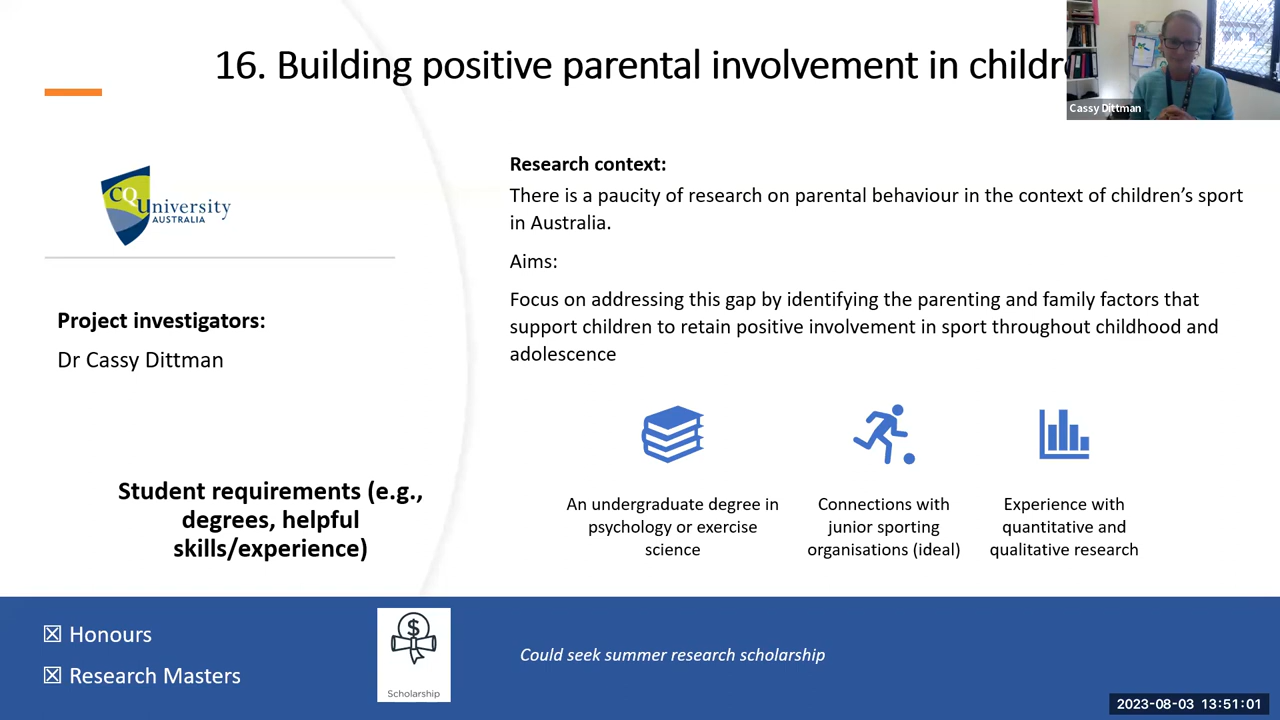 16. Building positive parental involvement in childr
Cassy Dittman
CQ
University
AUSTRALIA
Project investigators:
Dr Cassy Dittman
Research context:
There is a paucity of research on parental behaviour in the context of children’s sport
in Australia.
Aims:
Focus on addressing this gap by identifying the parenting and family factors that
support children to retain positive involvement in sport throughout childhood and
adolescence
Student requirements (e.g.,
degrees, helpful
skills/experience)
An undergraduate degree in
psychology or exercise
science
Connections with
junior sporting
organisations (ideal)
Experience with
quantitative and
qualitative research
☒ Honours
☒ Research Masters
$
Scholarship
Could seek summer research scholarship
2023-08-03 13:51:01